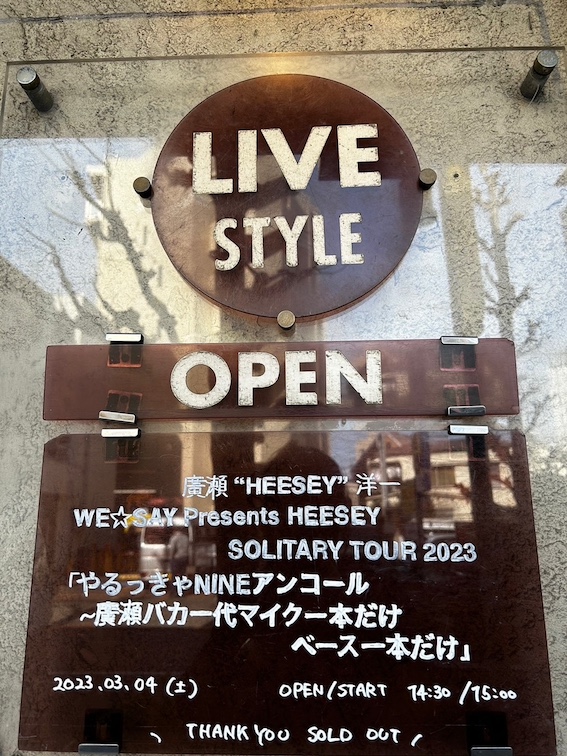 LIVE
STYLE
OPEN
廣瀬 “HEESEY” 洋一
WE☆SAY Presents HEESEY
SOLITARY TOUR 2023
「やるっきゃNINEアンコール
~廣瀬バカ一代マイク一本だけ
ベース一本だけ」
2023.03.04 (土) OPEN/START 14:30 /15:00
\ THANK YOU SOLD OUT /